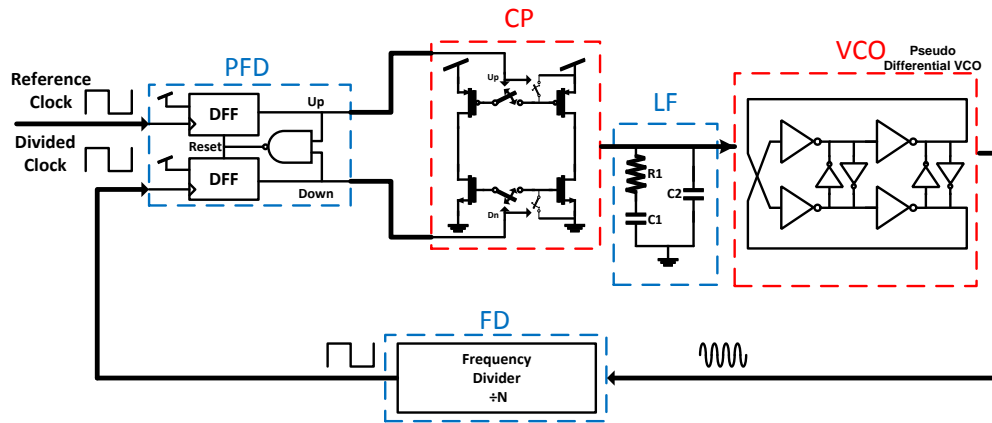 CP
VCO
Pseudo
Differential VCO
PFD
LF
Reference
Clock
Divided
Clock
DFF
Up
Reset
DFF
Down
Up
Dn
R1
C1
C2
FD
Frequency
Divider
÷N